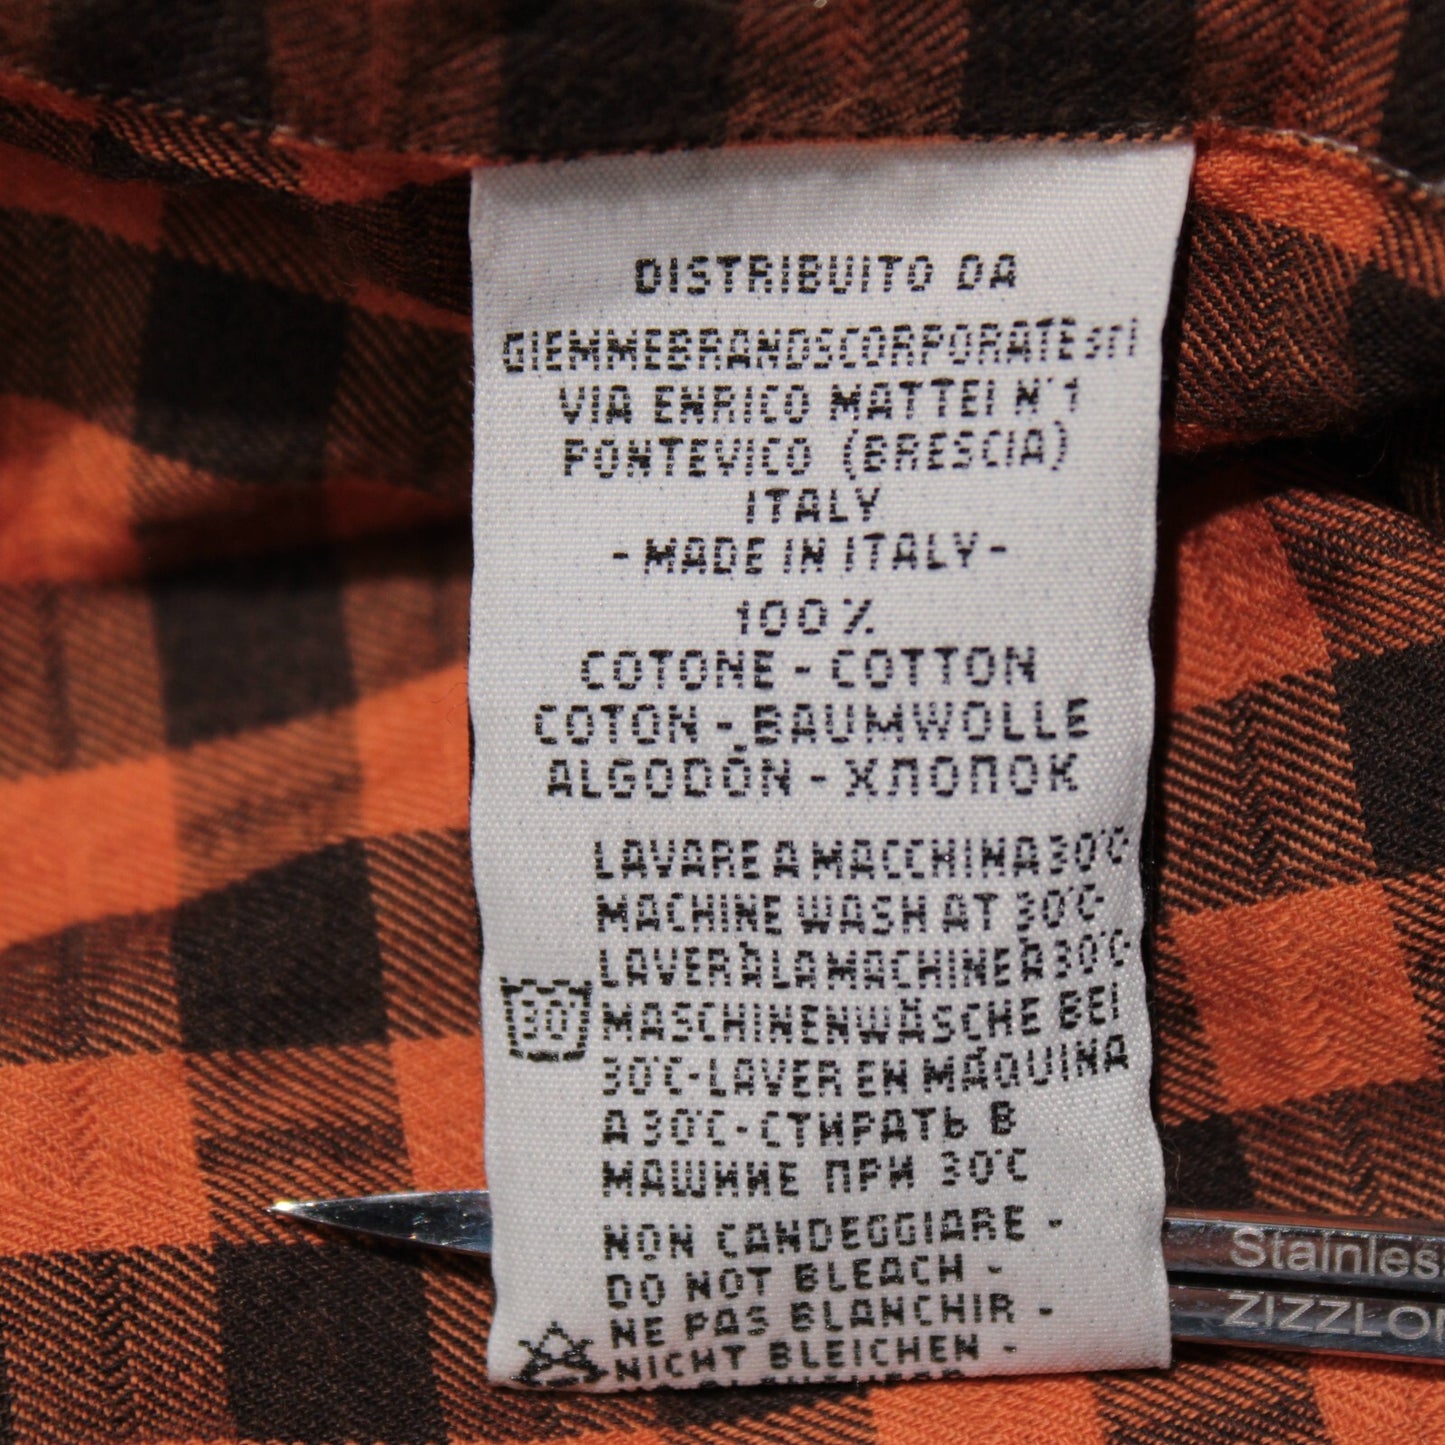 DISTRIBUITO DA
GIEMMEBRANDSCORPORATE srl
VIA ENRICO MATTEI N°1
PONTEVICO (BRESCIA)
ITALY
- MADE IN ITALY -
100%
COTONE - COTTON
COTON - BAUMWOLLE
ALGODÓN - ХЛОПОК
LAVARE A MACCHINA 30°C-
MACHINE WASH AT 30°C-
LAVER À LA MACHINE À 30°C-
30°
MASCHINENWÄSCHE BEI
30°C-LAVER EN MÁQUINA
A 30°C-СТИРАТЬ В
МАШИНЕ ПРИ 30°C
NON CANDEGGIARE -
DO NOT BLEACH -
NE PAS BLANCHIR -
NICHT BLEICHEN -
Stainless
ZIZZLON